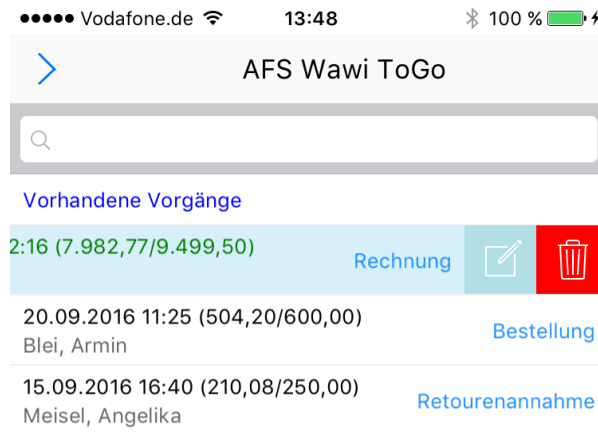 Vodafone.de 13:48 100 %
AFS Wawi ToGo
Vorhandene Vorgänge
2:16 (7.982,77/9.499,50) Rechnung
20.09.2016 11:25 (504,20/600,00) Bestellung
Blei, Armin
15.09.2016 16:40 (210,08/250,00) Retourenannahme
Meisel, Angelika